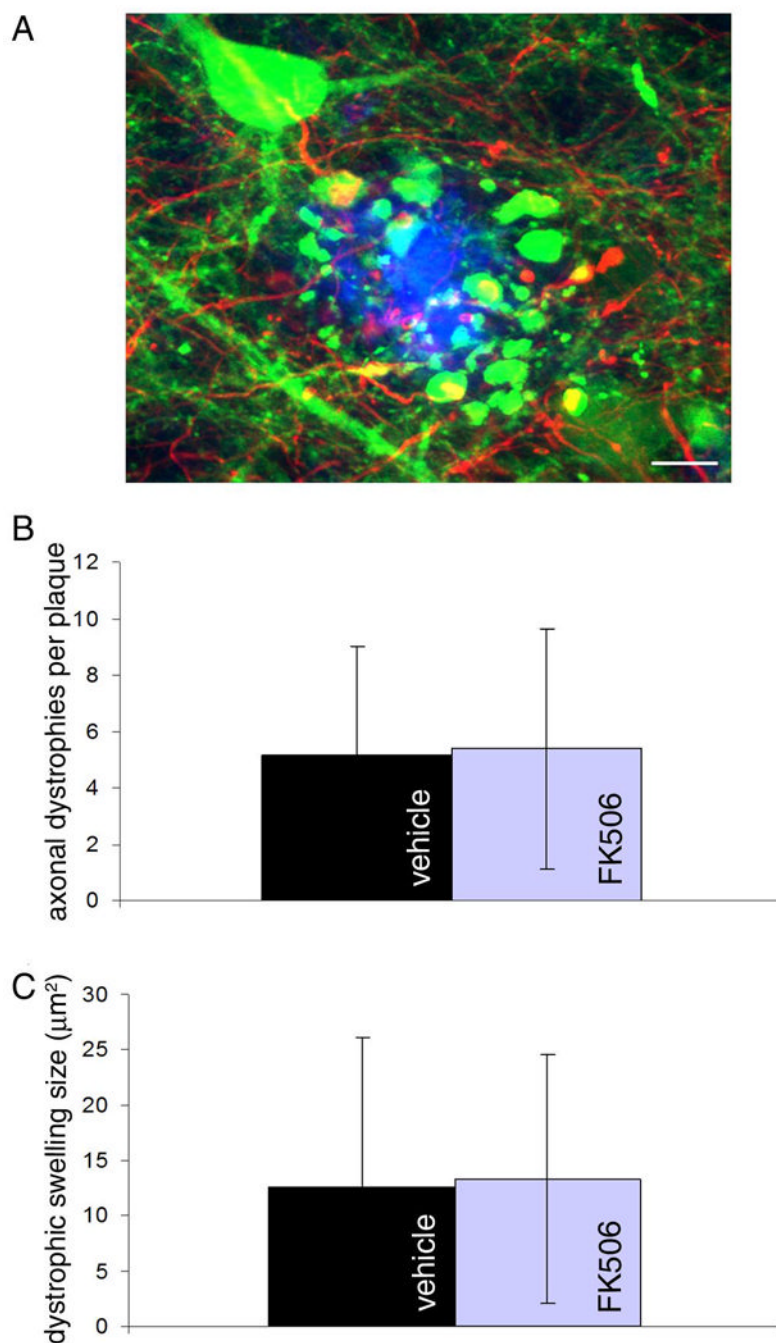 A
B
axonal dystrophies per plaque
12
10
8
6
4
2
0
vehicle
FK506
C
dystrophic swelling size (μm²)
30
25
20
15
10
5
0
vehicle
FK506